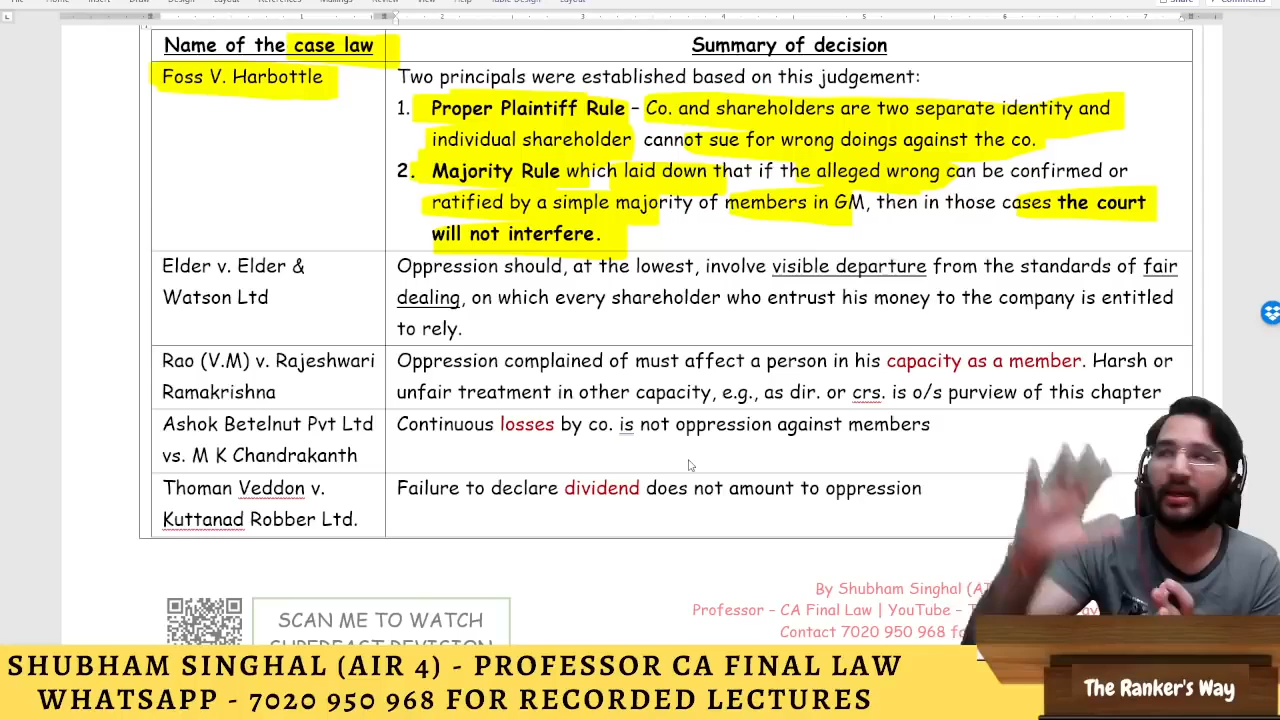 Name of the case law
Summary of decision
Foss V. Harbottle
Two principals were established based on this judgement:
1. Proper Plaintiff Rule – Co. and shareholders are two separate identity and
individual shareholder cannot sue for wrong doings against the co.
2. Majority Rule which laid down that if the alleged wrong can be confirmed or
ratified by a simple majority of members in GM, then in those cases the court
will not interfere.
Elder v. Elder &
Watson Ltd
Oppression should, at the lowest, involve visible departure from the standards of fair
dealing, on which every shareholder who entrust his money to the company is entitled
to rely.
Rao (V.M) v. Rajeshwari
Ramakrishna
Oppression complained of must affect a person in his capacity as a member. Harsh or
unfair treatment in other capacity, e.g., as dir. or crs. is o/s purview of this chapter
Ashok Betelnut Pvt Ltd
vs. M K Chandrakanth
Continuous losses by co. is not oppression against members
Thoman Veddon v.
Kuttanad Robber Ltd.
Failure to declare dividend does not amount to oppression
SCAN ME TO WATCH
By Shubham Singhal
Professor – CA Final Law | YouTube –
Contact 7020 950 968
SHUBHAM SINGHAL (AIR 4) - PROFESSOR CA FINAL LAW
WHATSAPP - 7020 950 968 FOR RECORDED LECTURES
The Ranker's Way